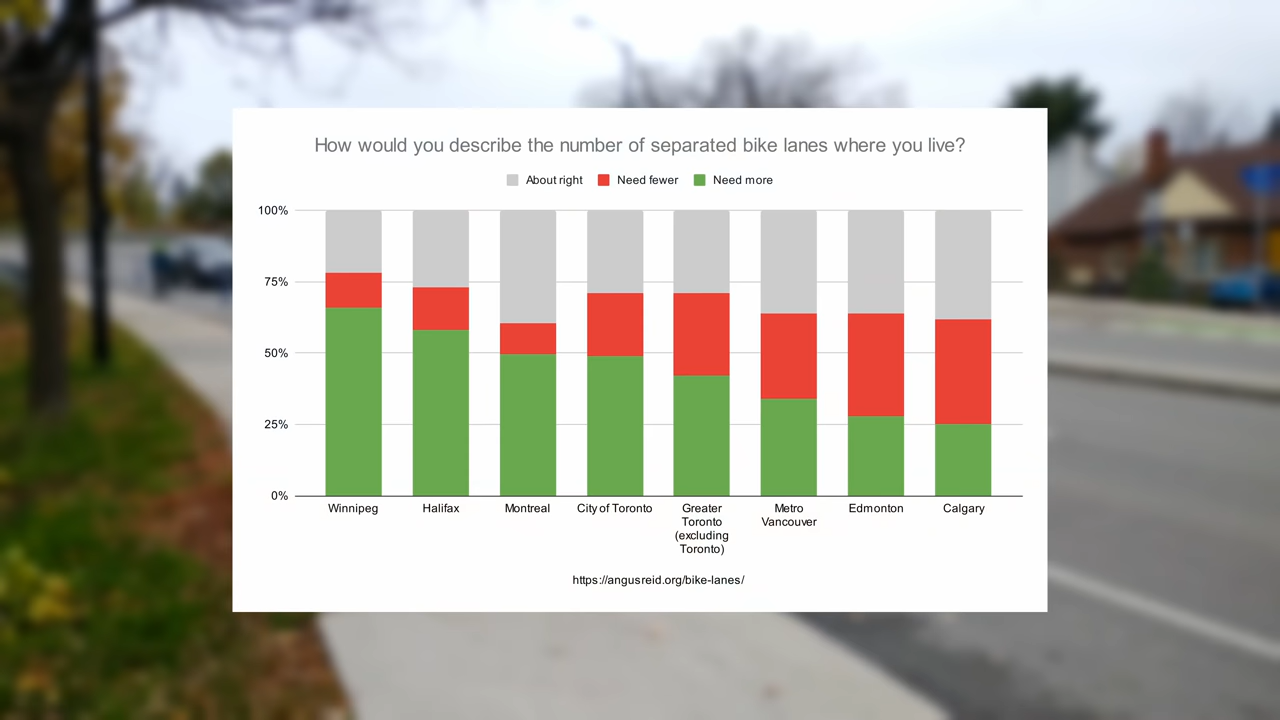 How would you describe the number of separated bike lanes where you live?
About right Need fewer Need more
100%
75%
50%
25%
0%
Winnipeg Halifax Montreal City of Toronto Greater Toronto (excluding Toronto) Metro Vancouver Edmonton Calgary
https://angusreid.org/bike-lanes/